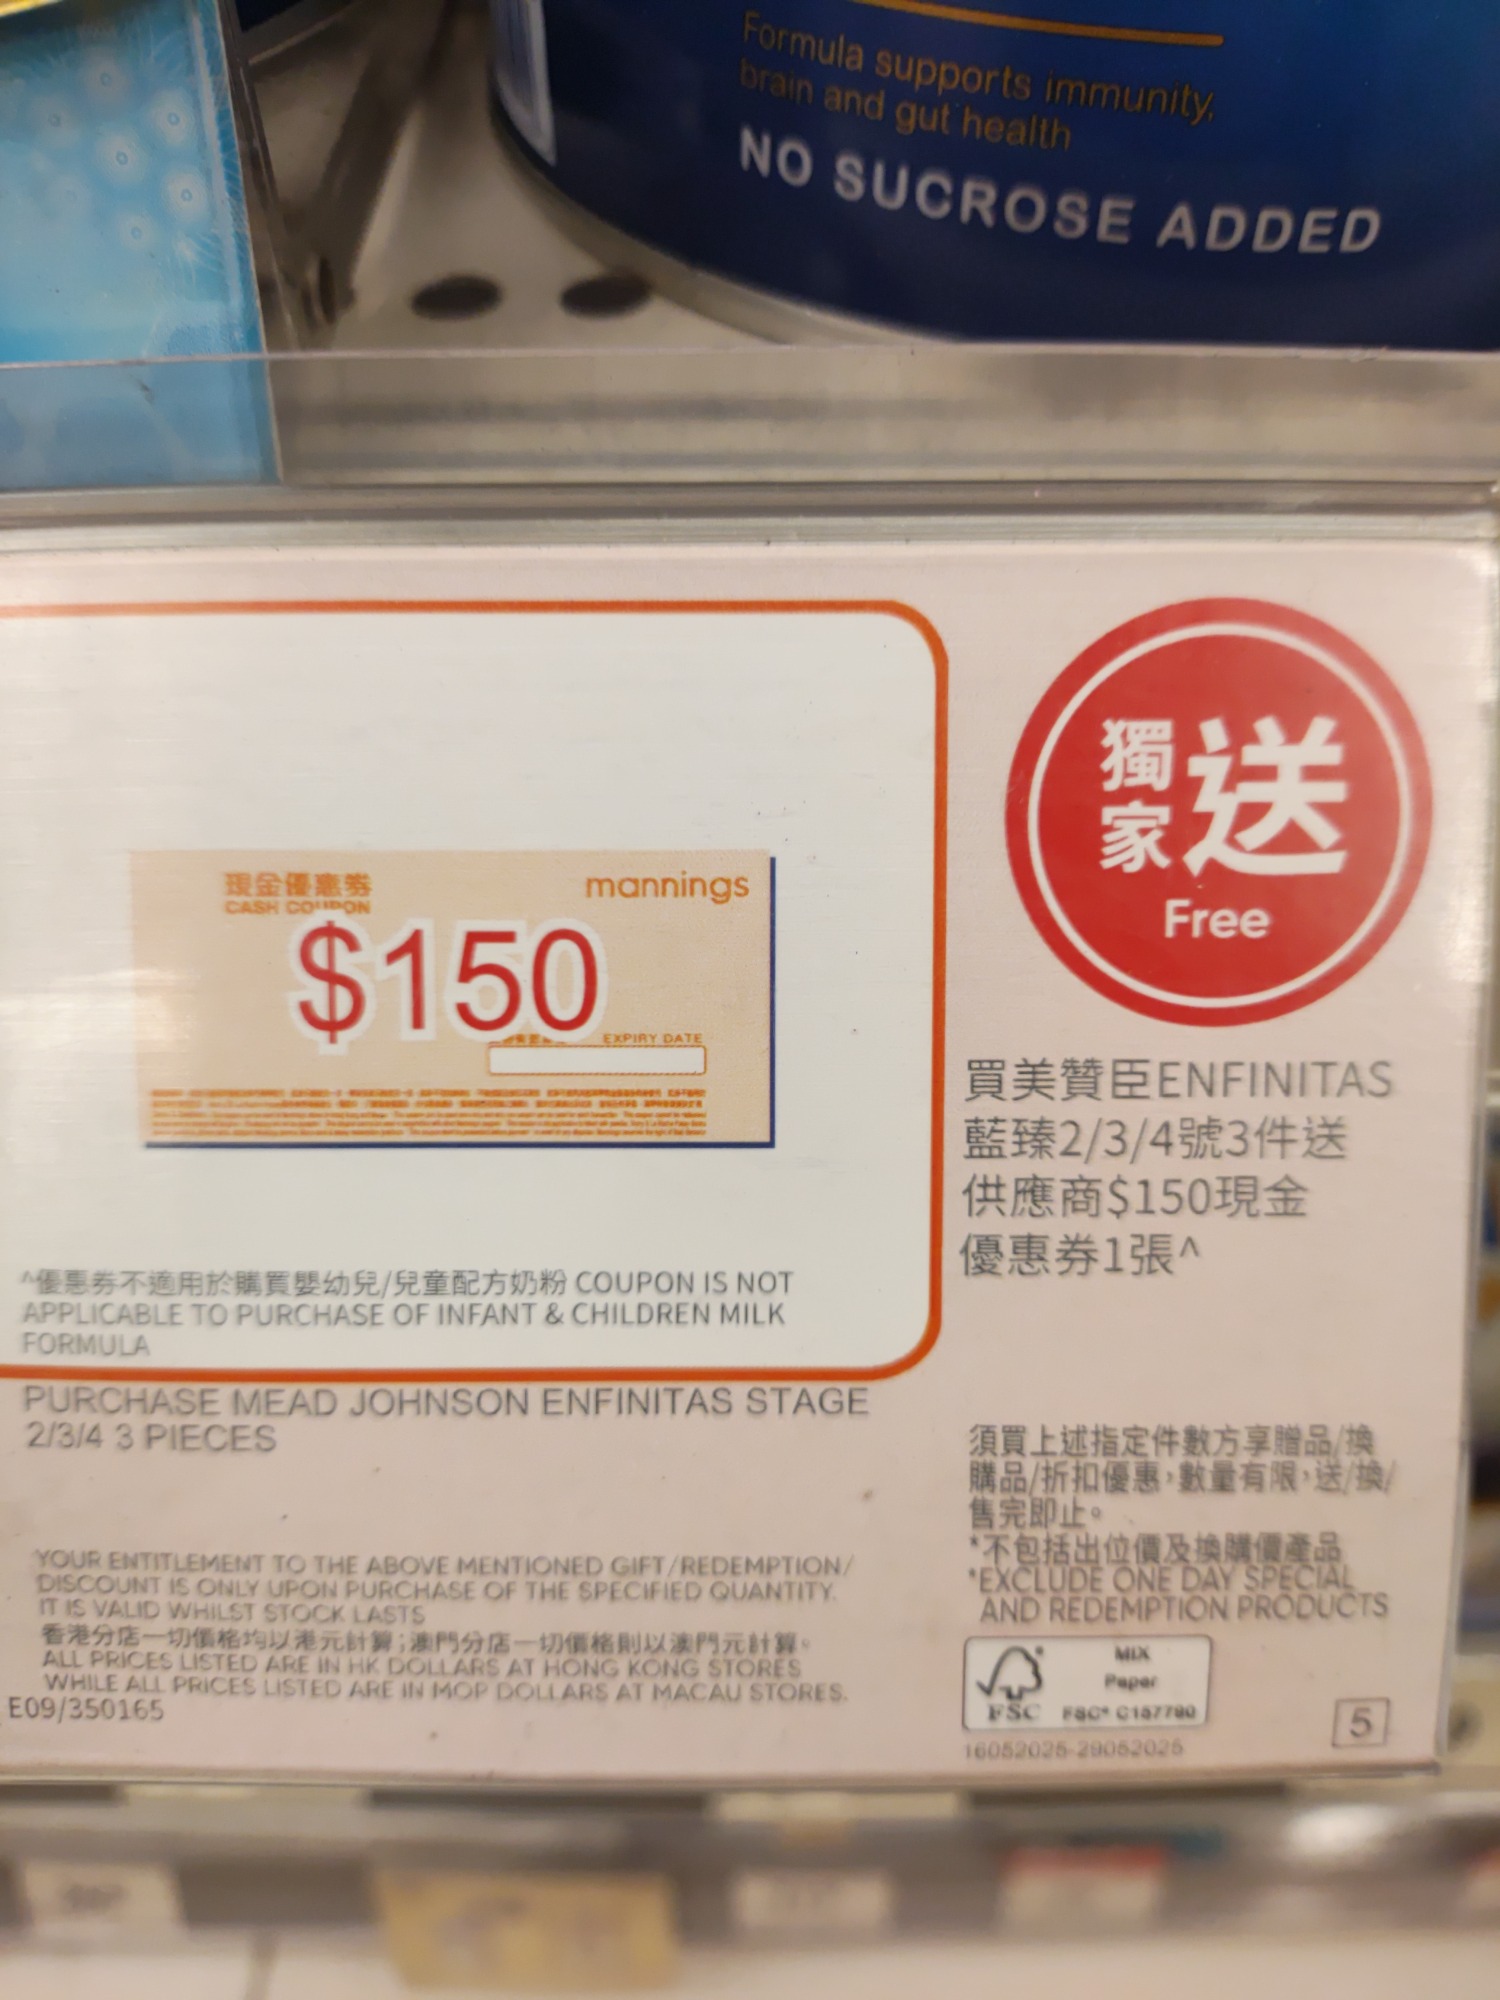 Formula supports immunity,
brain and gut health
NO SUCROSE ADDED
現金優惠券
CASH COUPON
mannings
$150
EXPIRY DATE
^優惠券不適用於購買嬰幼兒/兒童配方奶粉 COUPON IS NOT
APPLICABLE TO PURCHASE OF INFANT & CHILDREN MILK
FORMULA
PURCHASE MEAD JOHNSON ENFINITAS STAGE
2/3/4 3 PIECES
YOUR ENTITLEMENT TO THE ABOVE MENTIONED GIFT/REDEMPTION/
DISCOUNT IS ONLY UPON PURCHASE OF THE SPECIFIED QUANTITY.
IT IS VALID WHILST STOCK LASTS
香港分店一切價格均以港元計算;澳門分店一切價格則以澳門元計算。
ALL PRICES LISTED ARE IN HK DOLLARS AT HONG KONG STORES
WHILE ALL PRICES LISTED ARE IN MOP DOLLARS AT MACAU STORES.
E09/350165
獨家
送
Free
買美贊臣ENFINITAS
藍臻2/3/4號3件送
供應商$150現金
優惠券1張^
須買上述指定件數方享贈品/換
購品/折扣優惠,數量有限,送/換/
售完即止。
*不包括出位價及換購價產品
*EXCLUDE ONE DAY SPECIAL
AND REDEMPTION PRODUCTS
MIX
Paper
FSC
FSC® C157790
5
16052025-29052025